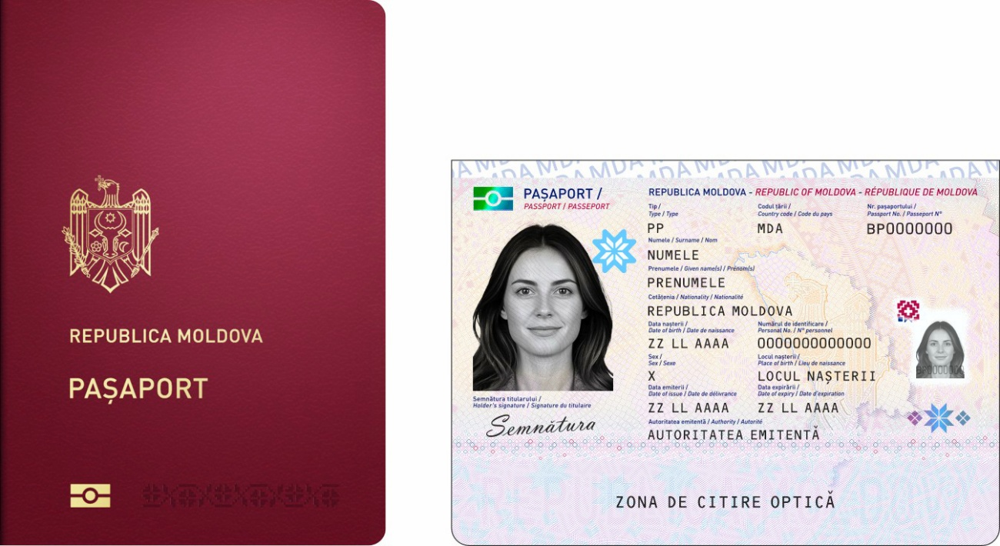 REPUBLICA MOLDOVA
PAȘAPORT
MDA MDA MDA MDA MDA MDA
PAȘAPORT /
PASSPORT / PASSEPORT
REPUBLICA MOLDOVA - REPUBLIC OF MOLDOVA - RÉPUBLIQUE DE MOLDOVA
Tip / Codul țării / Nr. pașaportului /
Type / Type Country code / Code du pays Passport No. / Passeport N°
PP MDA BP0000000
Numele / Surname / Nom
NUMELE
Prenumele / Given name(s) / Prénom(s)
PRENUMELE
Cetățenia / Nationality / Nationalité
REPUBLICA MOLDOVA
Data nașterii / Numărul de identificare /
Date of birth / Date de naissance Personal No. / N° personnel
ZZ LL AAAA 0000000000000
Sex / Locul nașterii /
Sex / Sexe Place of birth / Lieu de naissance
X LOCUL NAȘTERII
Data emiterii / Data expirării /
Date of issue / Date de délivrance Date of expiry / Date d'expiration
ZZ LL AAAA ZZ LL AAAA
Autoritatea emitentă / Authority / Autorité
AUTORITATEA EMITENTĂ
BP0000000
Semnătura titularului /
Holder's signature / Signature du titulaire
Semnătura
ZONA DE CITIRE OPTICĂ